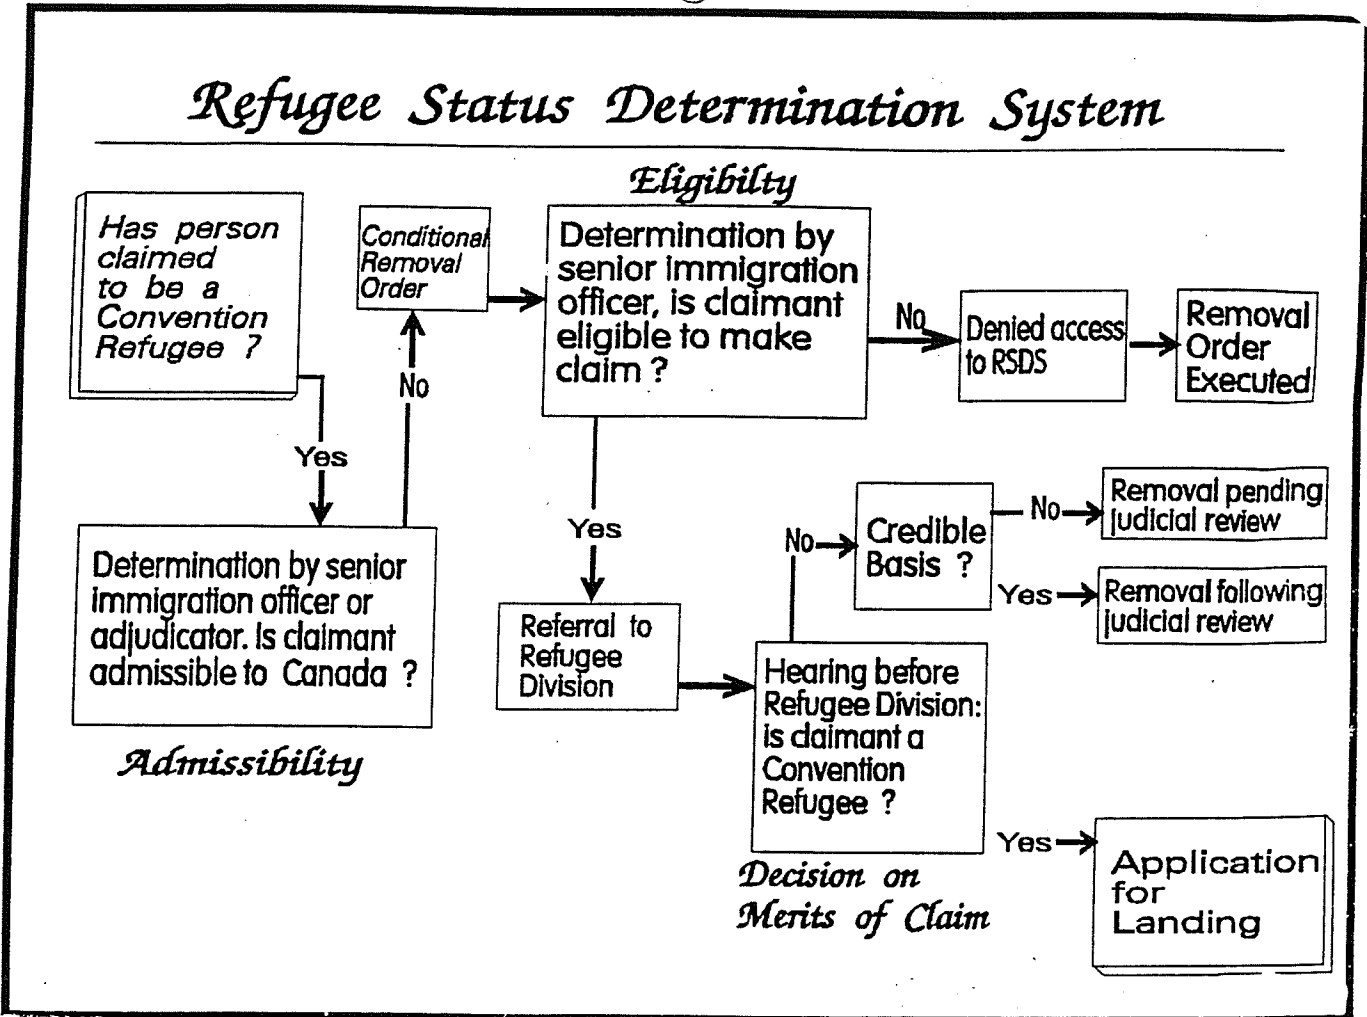 Refugee Status Determination System
Eligibilty
Has person
claimed
to be a
Convention
Refugee ?
Yes
Determination by senior
immigration officer or
adjudicator. Is claimant
admissible to Canada ?
Admissibility
No
Conditional
Removal
Order
Determination by
senior immigration
officer, is claimant
eligible to make
claim ?
No
Denied access
to RSDS
Removal
Order
Executed
Yes
Referral to
Refugee
Division
Hearing before
Refugee Division:
is claimant a
Convention
Refugee ?
Decision on
Merits of Claim
No
Credible
Basis ?
No
Removal pending
judicial review
Yes
Removal following
judicial review
Yes
Application
for
Landing